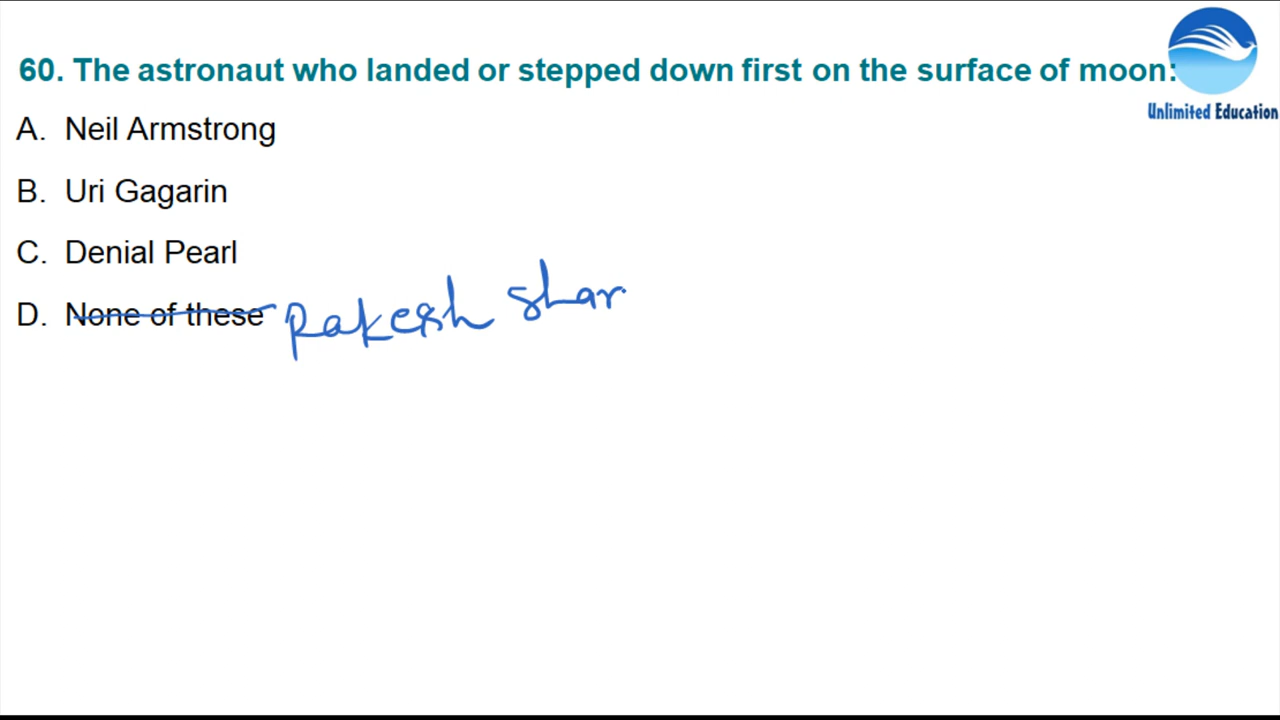 60. The astronaut who landed or stepped down first on the surface of moon:
Unlimited Education
A. Neil Armstrong
B. Uri Gagarin
C. Denial Pearl
D. None of these Rakesh Shar